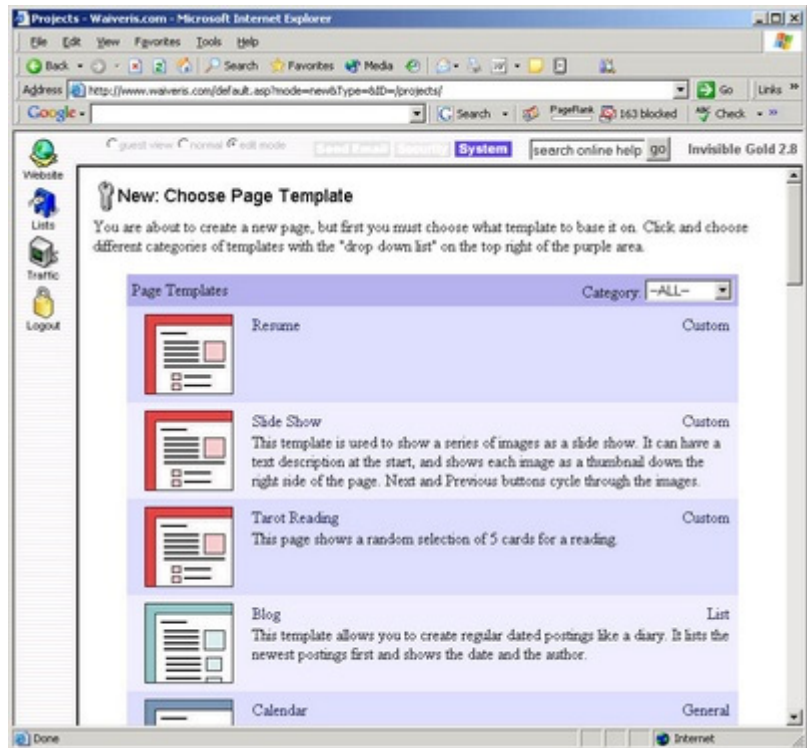 Projects - Waiveris.com - Microsoft Internet Explorer
File Edit View Favorites Tools Help
Back Search Favorites Media
Address http://www.waiveris.com/default.asp?mode=new&Type=&ID=/projects/ Go Links »
Google Search PageRank 163 blocked ABC Check »
guest view normal edit mode Send Email Security System search online help go Invisible Gold 2.8
Website
Lists
Traffic
Logout
New: Choose Page Template
You are about to create a new page, but first you must choose what template to base it on. Click and choose
different categories of templates with the "drop down list" on the top right of the purple area.
Page Templates Category: --ALL--
Resume Custom
Slide Show Custom
This template is used to show a series of images as a slide show. It can have a
text description at the start, and shows each image as a thumbnail down the
right side of the page. Next and Previous buttons cycle through the images.
Tarot Reading Custom
This page shows a random selection of 5 cards for a reading.
Blog List
This template allows you to create regular dated postings like a diary. It lists the
newest postings first and shows the date and the author.
Calendar General
Done Internet